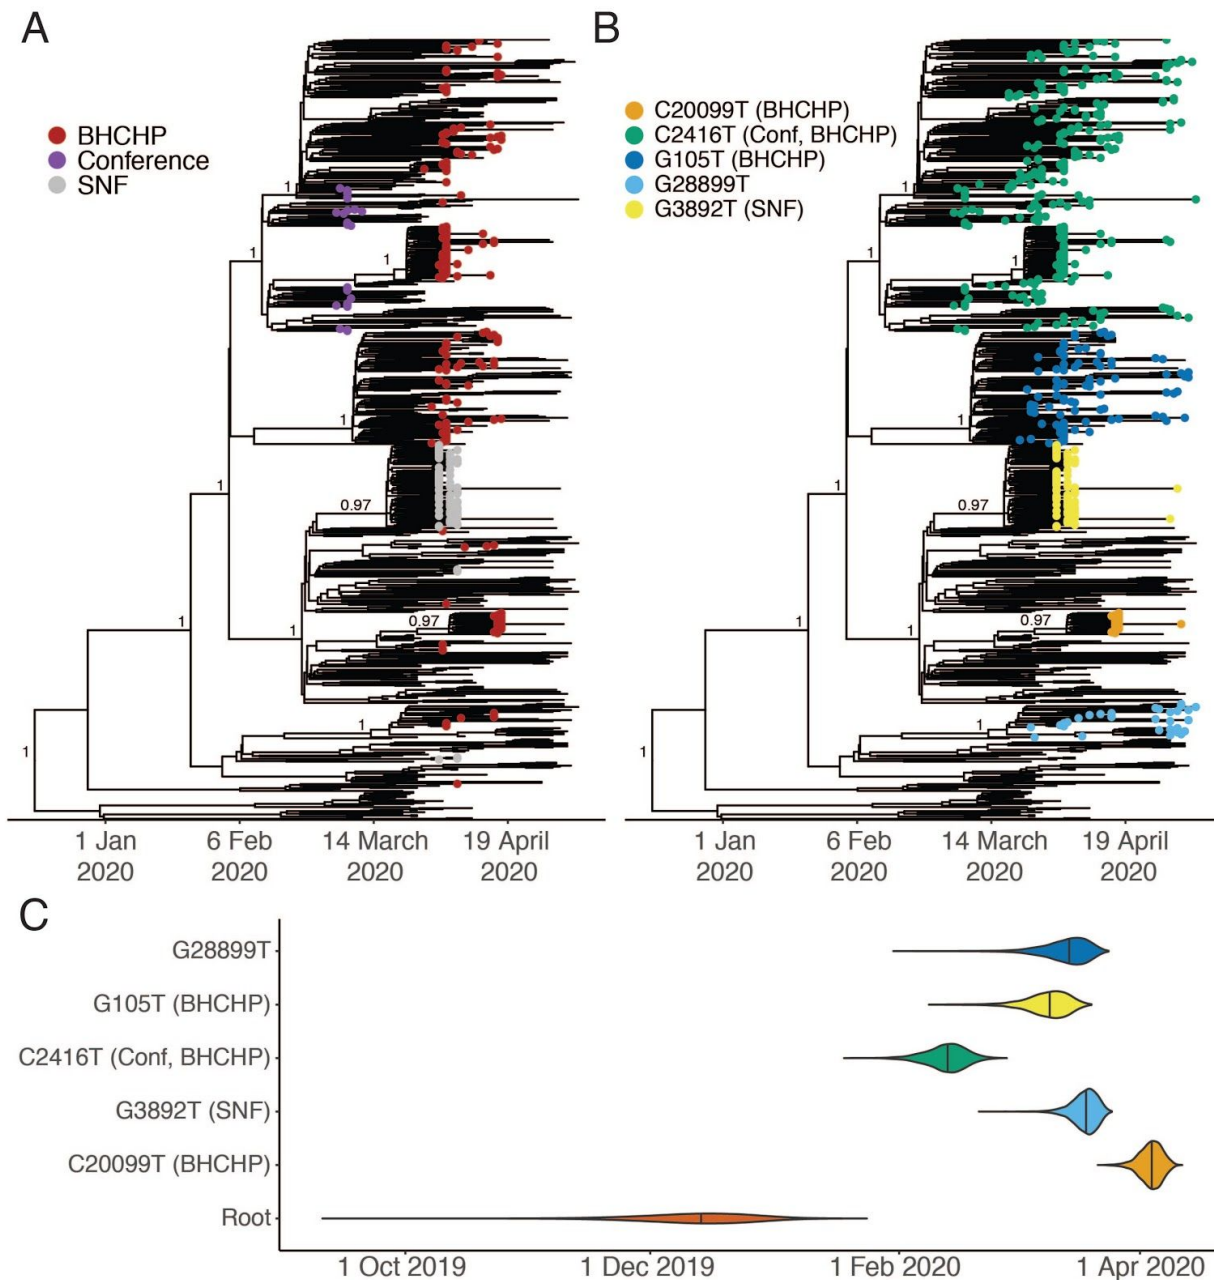 A
BHCHP
Conference
SNF
1
1
1
1
1
0.97
0.97
1
1
1
1
1 Jan 2020
6 Feb 2020
14 March 2020
19 April 2020
B
C20099T (BHCHP)
C2416T (Conf, BHCHP)
G105T (BHCHP)
G28899T
G3892T (SNF)
1
1
1
1
1
0.97
0.97
1
1
1
1
1 Jan 2020
6 Feb 2020
14 March 2020
19 April 2020
C
G28899T
G105T (BHCHP)
C2416T (Conf, BHCHP)
G3892T (SNF)
C20099T (BHCHP)
Root
1 Oct 2019
1 Dec 2019
1 Feb 2020
1 Apr 2020